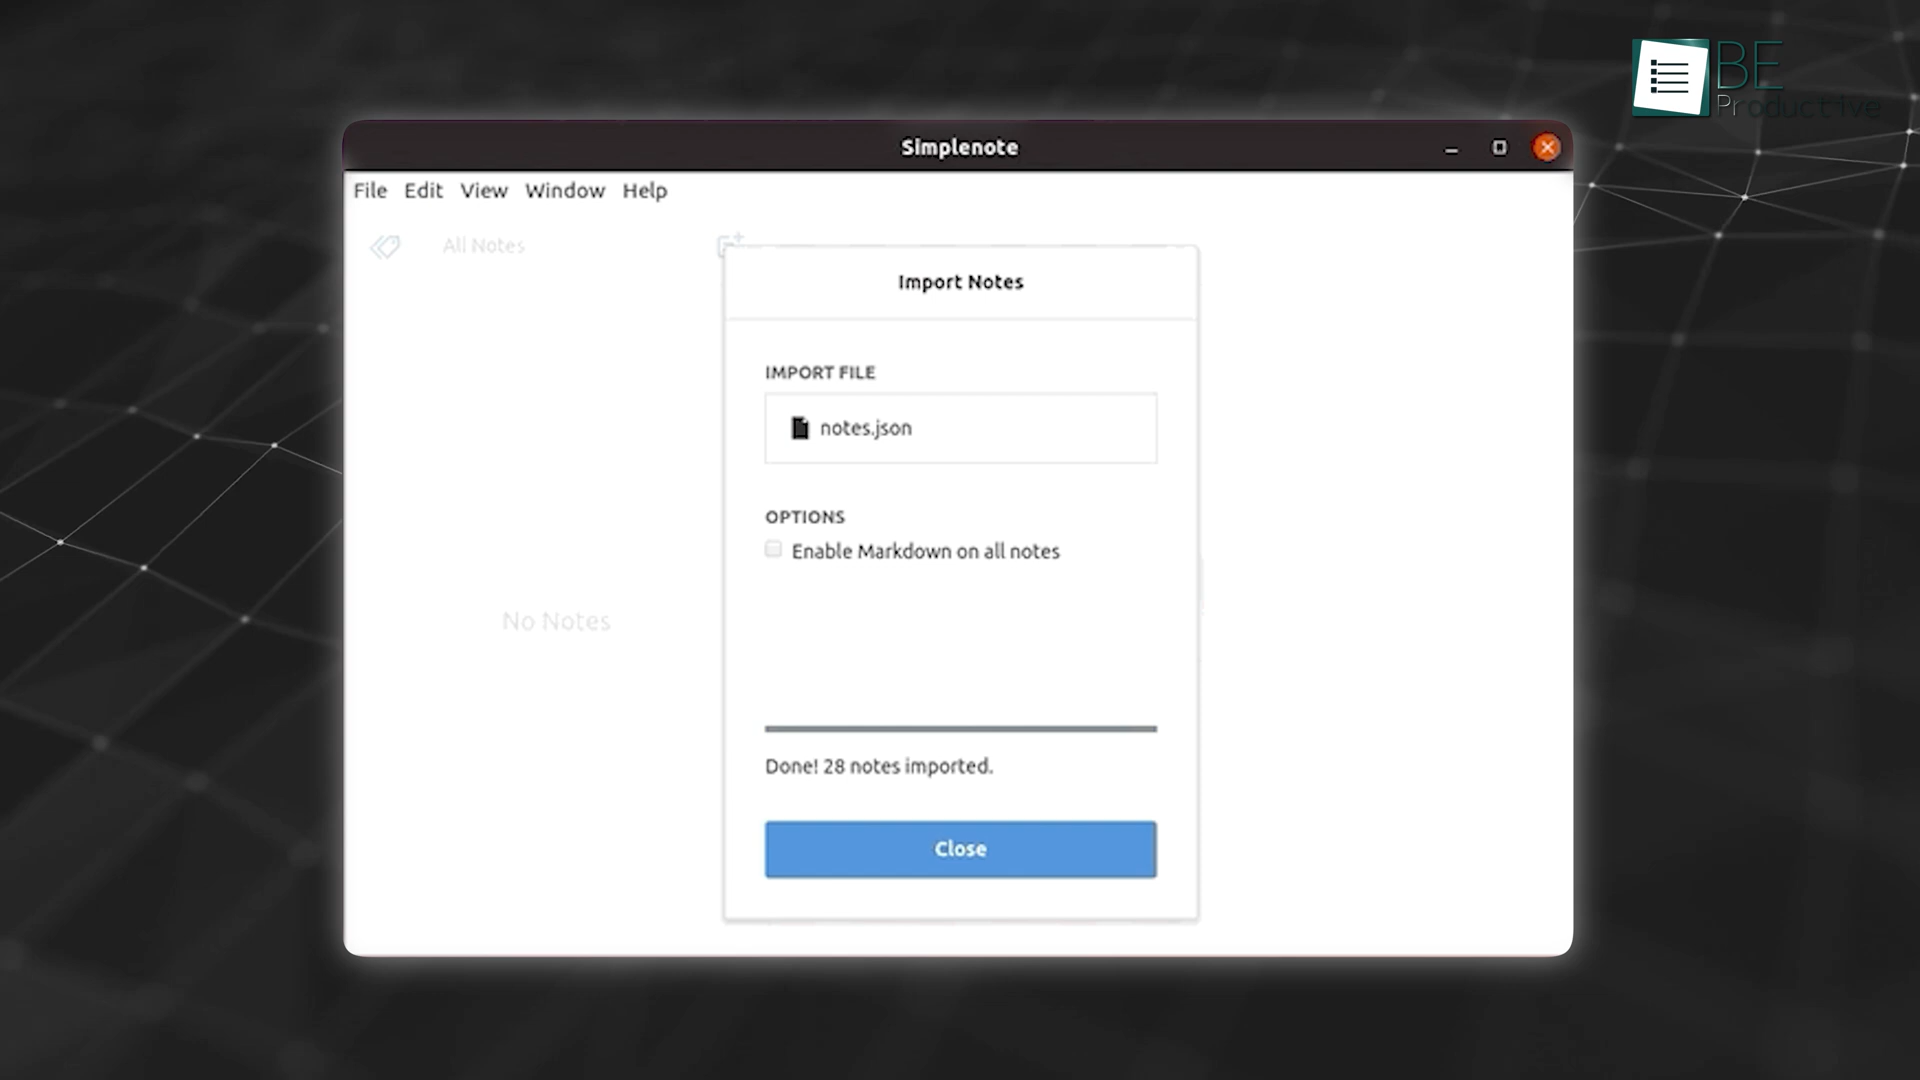 BE
Productive
Simplenote
File Edit View Window Help
All Notes
Import Notes
IMPORT FILE
notes.json
OPTIONS
Enable Markdown on all notes
No Notes
Done! 28 notes imported.
Close